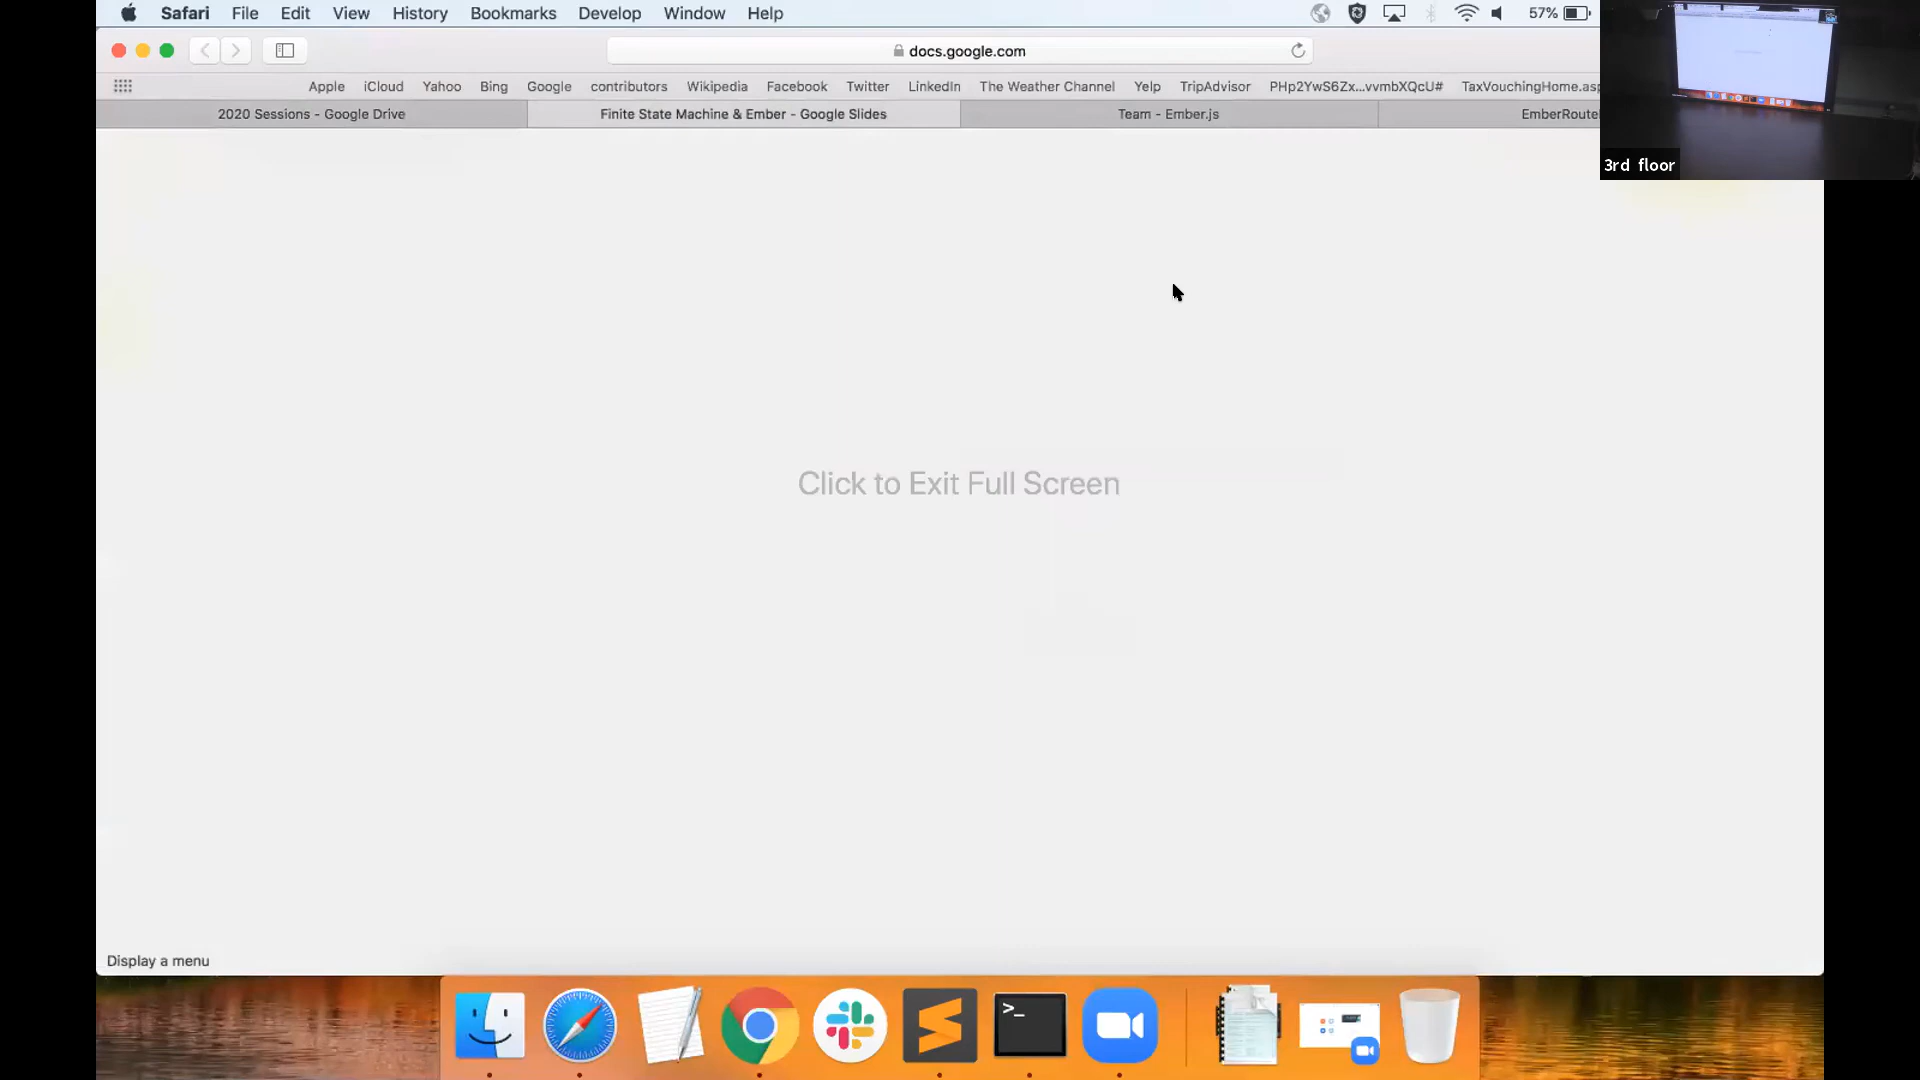 Safari File Edit View History Bookmarks Develop Window Help 57%
docs.google.com
Apple iCloud Yahoo Bing Google contributors Wikipedia Facebook Twitter LinkedIn The Weather Channel Yelp TripAdvisor PHp2YwS6Zx...vvmbXQcU# TaxVouchingHome.asp
2020 Sessions - Google Drive Finite State Machine & Ember - Google Slides Team - Ember.js EmberRoute
3rd floor
Click to Exit Full Screen
Display a menu
>_